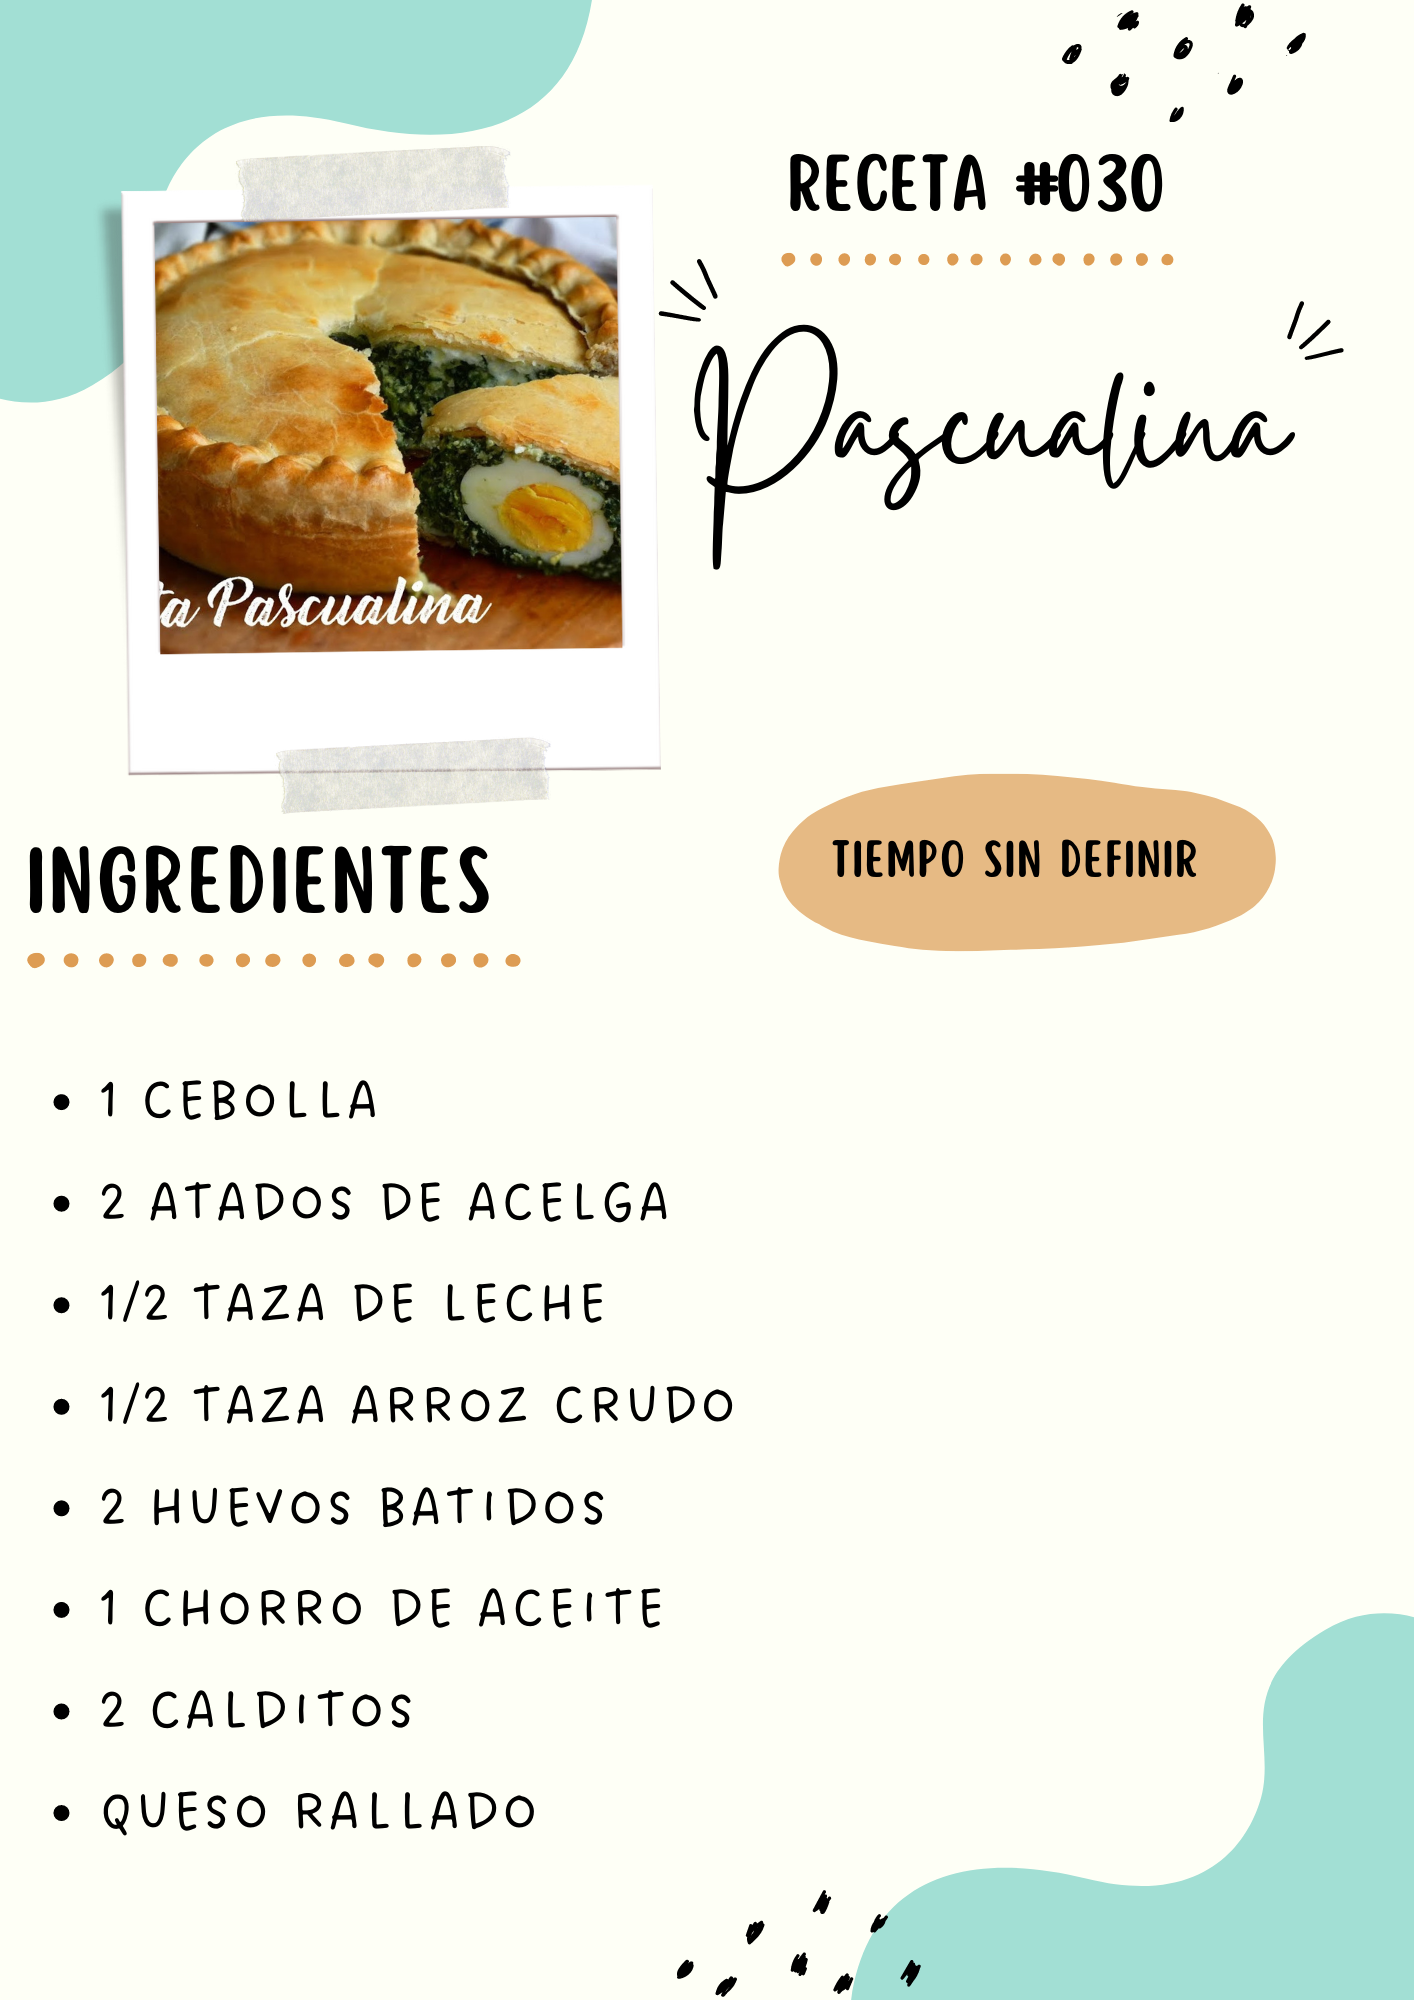 RECETA #030
Pascualina
ta Pascualina
TIEMPO SIN DEFINIR
INGREDIENTES
• 1 CEBOLLA
• 2 ATADOS DE ACELGA
• 1/2 TAZA DE LECHE
• 1/2 TAZA ARROZ CRUDO
• 2 HUEVOS BATIDOS
• 1 CHORRO DE ACEITE
• 2 CALDITOS
• QUESO RALLADO